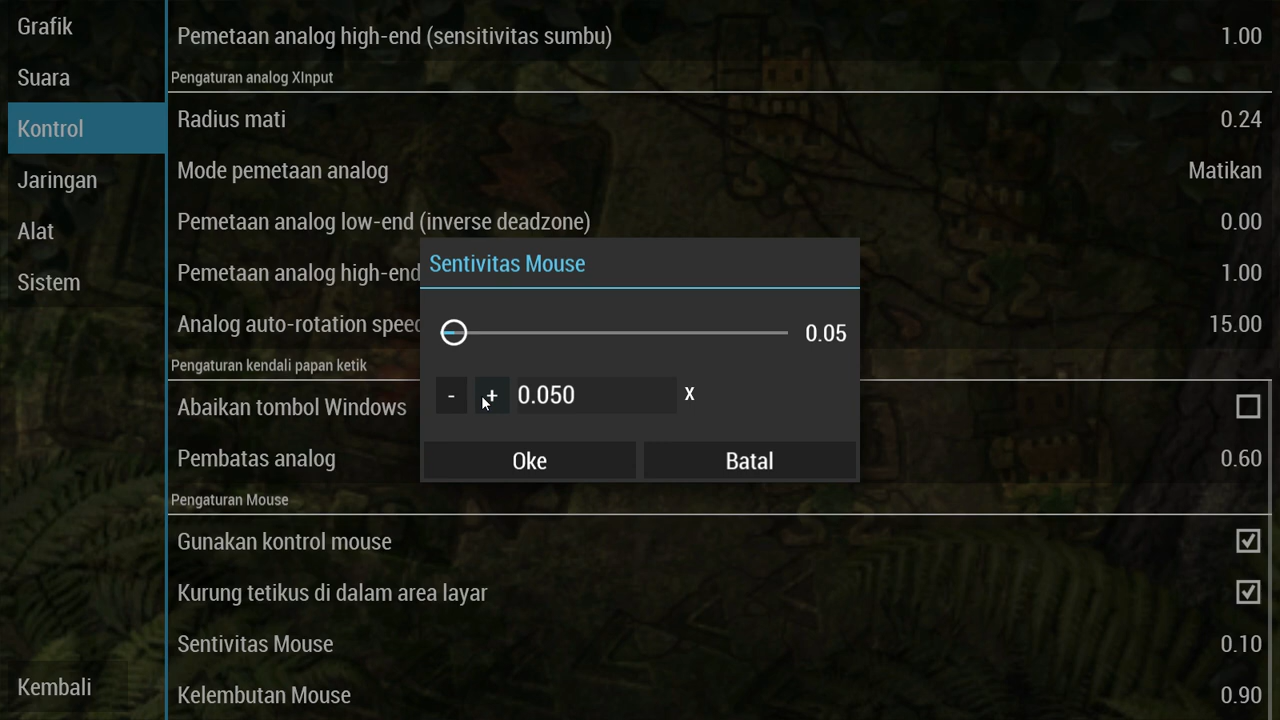 Grafik
Suara
Kontrol
Jaringan
Alat
Sistem
Kembali
Pemetaan analog high-end (sensitivitas sumbu) 1.00
Pengaturan analog XInput
Radius mati 0.24
Mode pemetaan analog Matikan
Pemetaan analog low-end (inverse deadzone) 0.00
Pemetaan analog high-end 1.00
Analog auto-rotation speed 15.00
Pengaturan kendali papan ketik
Abaikan tombol Windows
Pembatas analog 0.60
Pengaturan Mouse
Gunakan kontrol mouse
Kurung tetikus di dalam area layar
Sentivitas Mouse 0.10
Kelembutan Mouse 0.90
Sentivitas Mouse
0.05
- + 0.050 x
Oke Batal